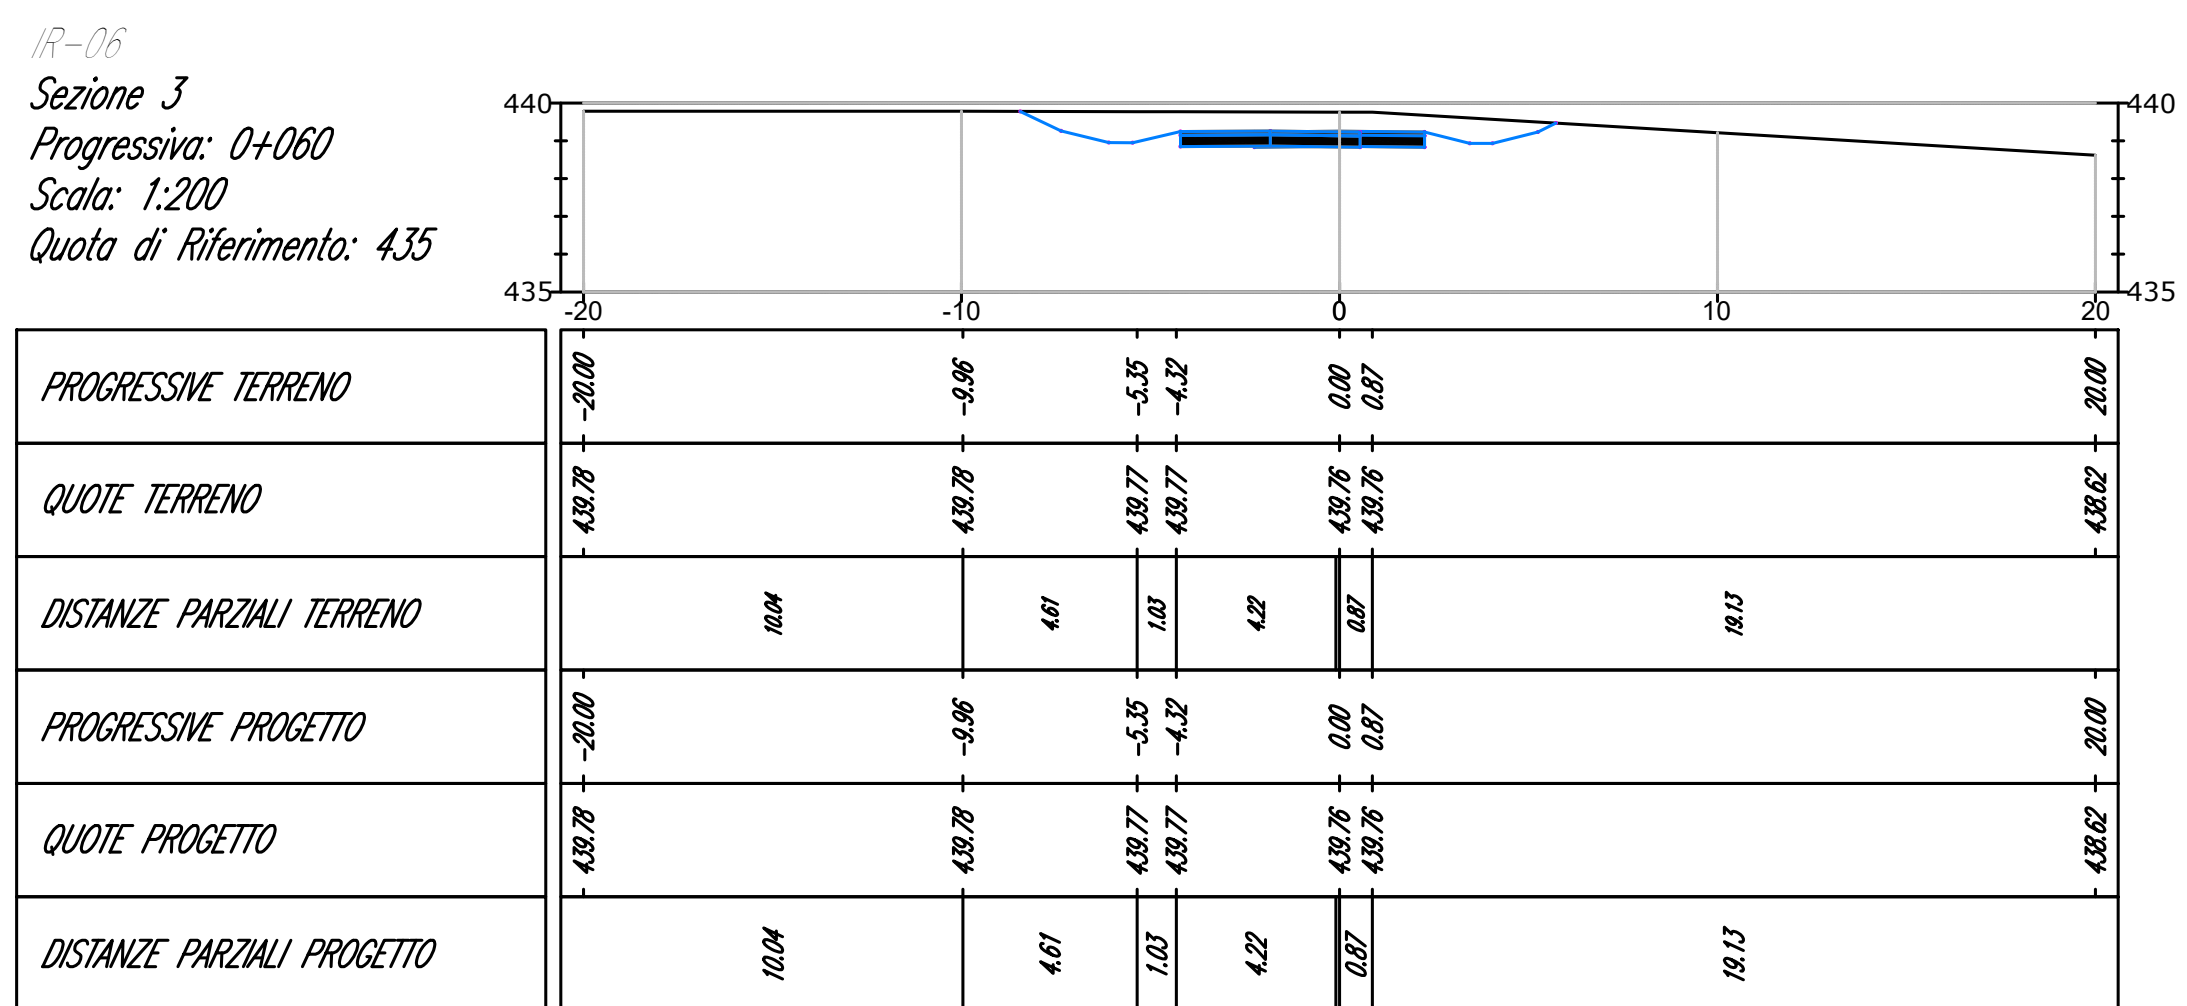 IR-06
Sezione 3
Progressiva: 0+060
Scala: 1:200
Quota di Riferimento: 435
440 440
435 435
-20 -10 0 10 20
PROGRESSIVE TERRENO -20.00 -9.96 -5.35 -4.32 0.00 0.87 20.00
QUOTE TERRENO 439.78 439.78 439.77 439.77 439.76 439.76 438.62
DISTANZE PARZIALI TERRENO 10.04 4.61 1.03 4.22 0.87 19.13
PROGRESSIVE PROGETTO -20.00 -9.96 -5.35 -4.32 0.00 0.87 20.00
QUOTE PROGETTO 439.78 439.78 439.77 439.77 439.76 439.76 438.62
DISTANZE PARZIALI PROGETTO 10.04 4.61 1.03 4.22 0.87 19.13